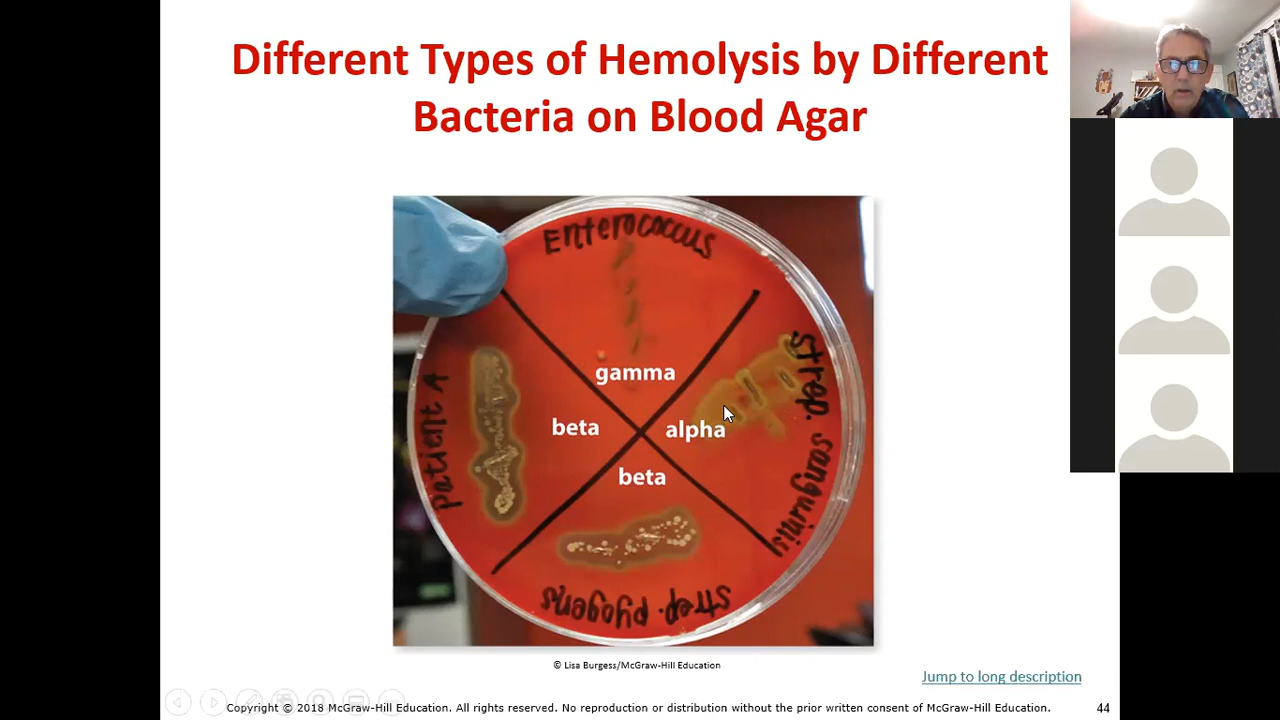 Different Types of Hemolysis by Different
Bacteria on Blood Agar
Enterococcus
gamma
Strep. sanguinis
Patient A
beta
alpha
beta
Strep. pyogens
© Lisa Burgess/McGraw-Hill Education
Jump to long description
Copyright © 2018 McGraw-Hill Education. All rights reserved. No reproduction or distribution without the prior written consent of McGraw-Hill Education.
44